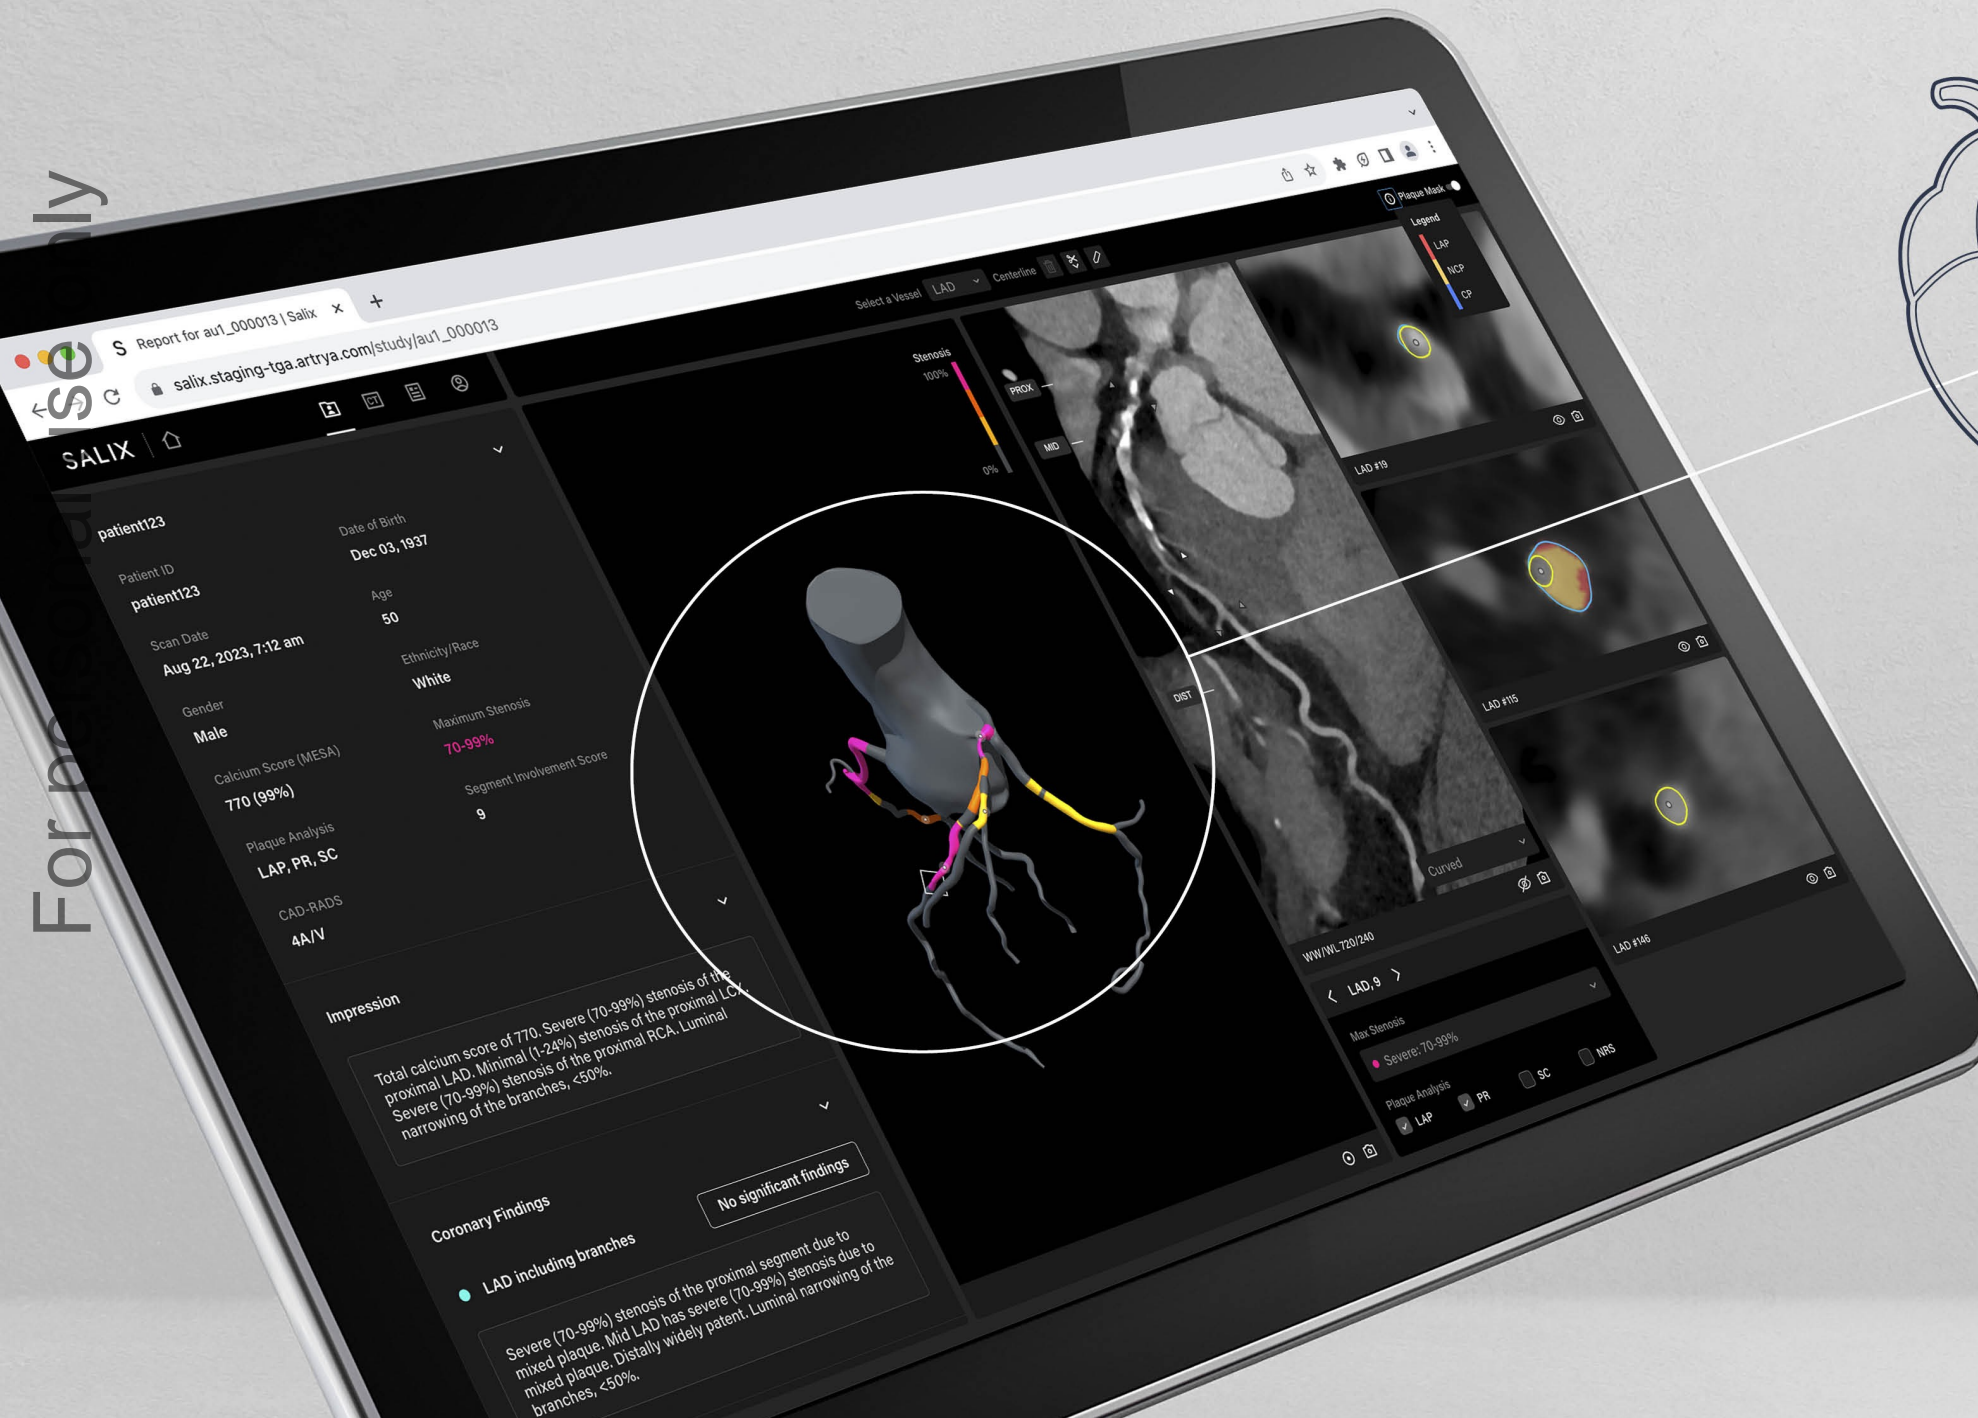 For personal use only
Report for au1_000013 | Salix
salix.staging-tga.artrya.com/study/au1_000013
SALIX
patient123
Patient ID
patient123
Date of Birth
Dec 03, 1937
Scan Date
Aug 22, 2023, 7:12 am
Age
50
Gender
Male
Ethnicity/Race
White
Calcium Score (MESA)
770 (99%)
Maximum Stenosis
70-99%
Plaque Analysis
LAP, PR, SC
Segment Involvement Score
9
CAD-RADS
4A/V
Impression
Total calcium score of 770. Severe (70-99%) stenosis of the
proximal LAD. Minimal (1-24%) stenosis of the proximal LCX.
Severe (70-99%) stenosis of the proximal RCA. Luminal
narrowing of the branches, <50%.
Coronary Findings
No significant findings
LAD including branches
Severe (70-99%) stenosis of the proximal segment due to
mixed plaque. Mid LAD has severe (70-99%) stenosis due to
mixed plaque. Distally widely patent. Luminal narrowing of the
branches, <50%.
Select a Vessel LAD Centerline
Stenosis
100%
0%
PROX
MID
DIST
Curved
WW/WL 720/240
LAD, 9
Max Stenosis
Severe: 70-99%
Plaque Analysis
LAP PR SC NRS
Plaque Mask
Legend
LAP
NCP
CP
LAD #19
LAD #115
LAD #146